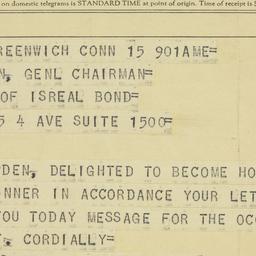 on domestic telegrams is STANDARD TIME at point of origin. Time of receipt is S
REENWICH CONN 15 901AME=
N, GENL CHAIRMAN=
OF ISREAL BOND=
5 4 AVE SUITE 1500=
DEN, DELIGHTED TO BECOME HO
NNER IN ACCORDANCE YOUR LET
YOU TODAY MESSAGE FOR THE OCC
CORDIALLY=